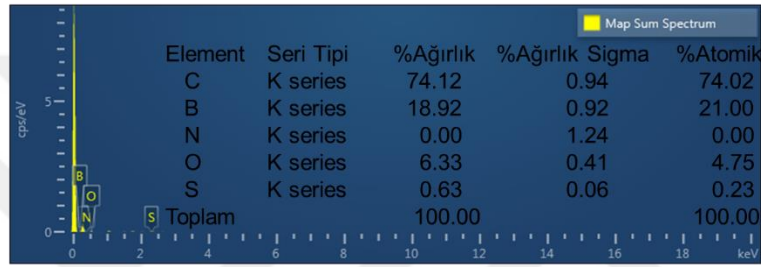 Map Sum Spectrum
Element Seri Tipi %Ağırlık %Ağırlık Sigma %Atomik
C K series 74.12 0.94 74.02
B K series 18.92 0.92 21.00
N K series 0.00 1.24 0.00
O K series 6.33 0.41 4.75
S K series 0.63 0.06 0.23
Toplam 100.00 100.00
cps/eV
5
0
B
O
N
S
0 2 4 6 8 10 12 14 16 18 keV